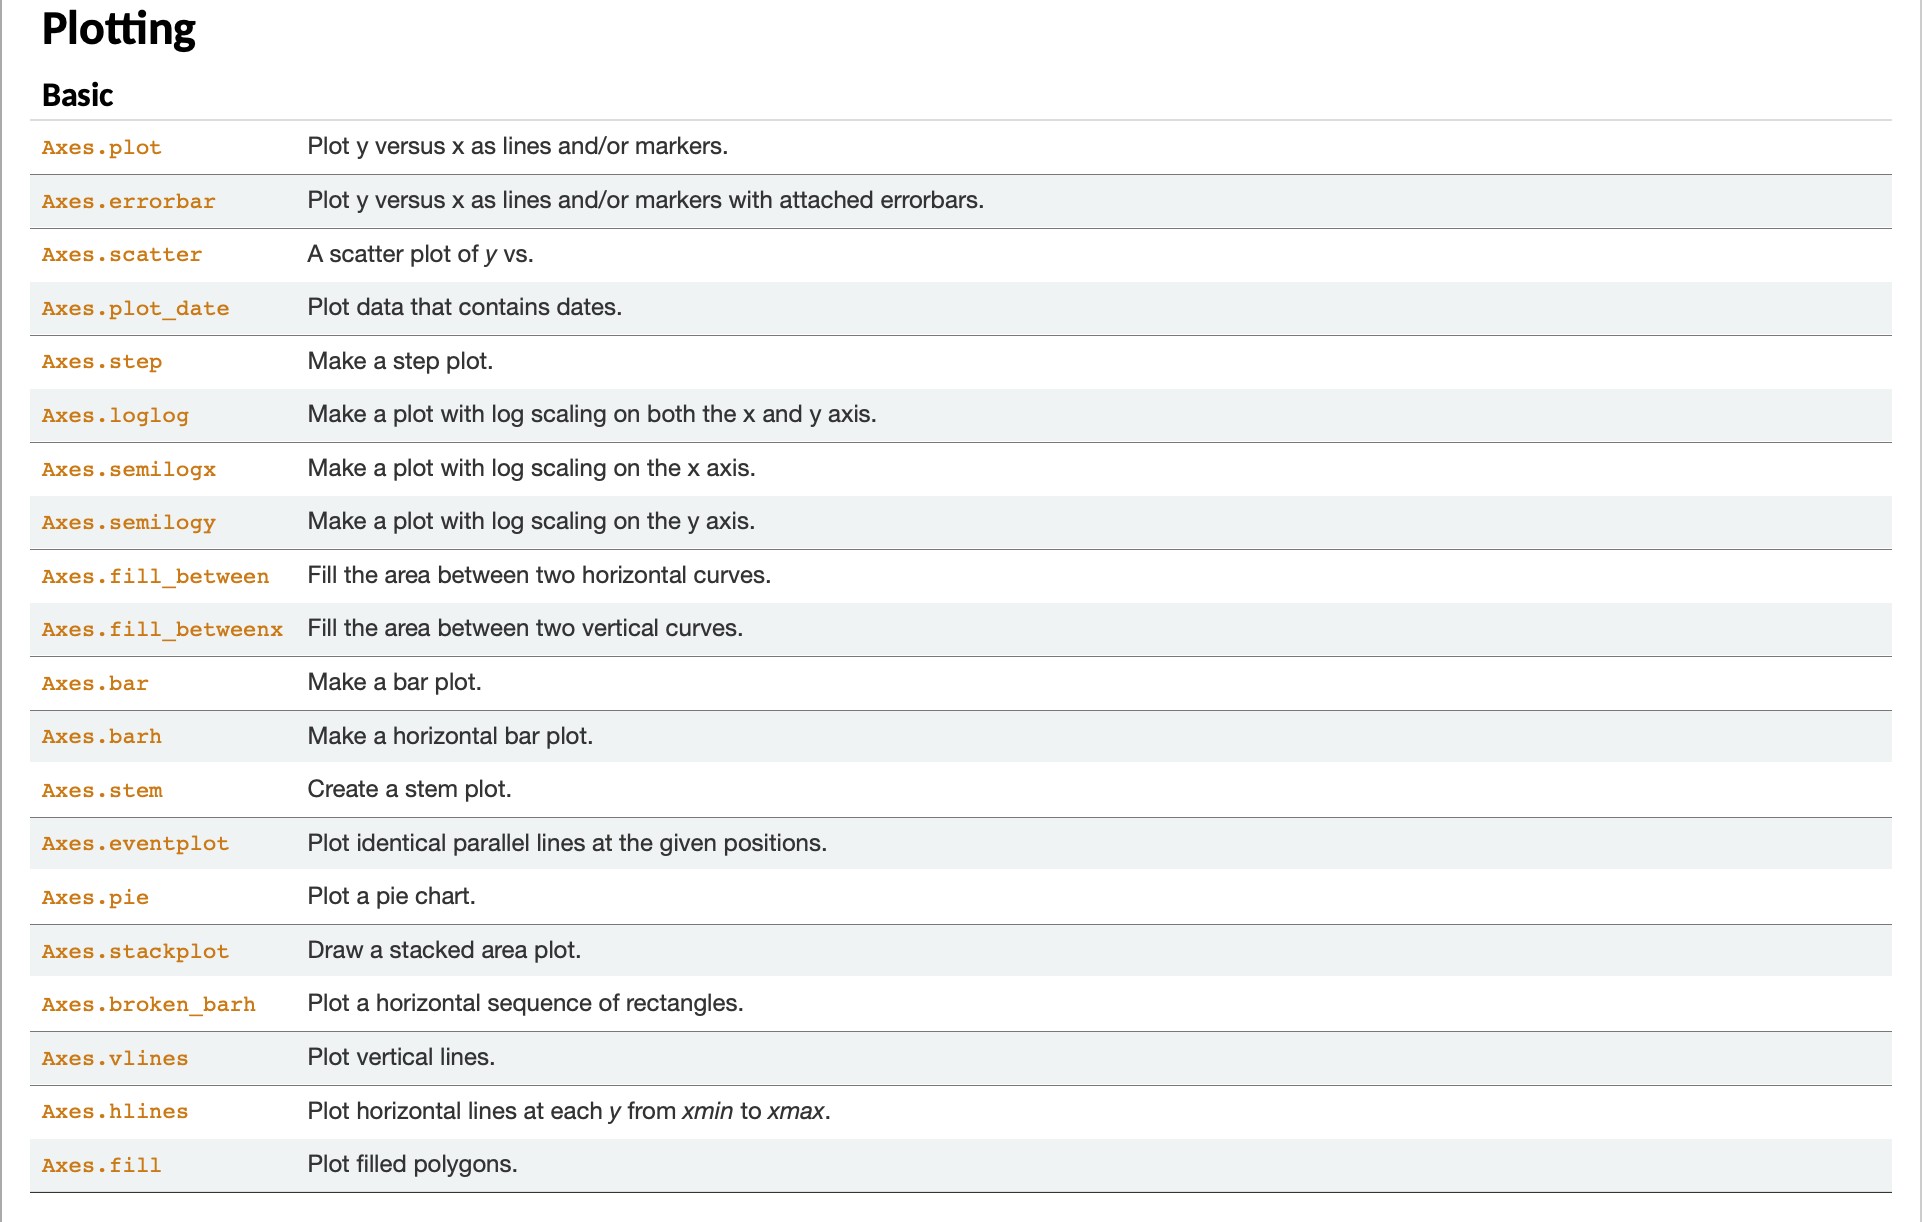 Plotting
Basic
Axes.plot Plot y versus x as lines and/or markers.
Axes.errorbar Plot y versus x as lines and/or markers with attached errorbars.
Axes.scatter A scatter plot of y vs.
Axes.plot_date Plot data that contains dates.
Axes.step Make a step plot.
Axes.loglog Make a plot with log scaling on both the x and y axis.
Axes.semilogx Make a plot with log scaling on the x axis.
Axes.semilogy Make a plot with log scaling on the y axis.
Axes.fill_between Fill the area between two horizontal curves.
Axes.fill_betweenx Fill the area between two vertical curves.
Axes.bar Make a bar plot.
Axes.barh Make a horizontal bar plot.
Axes.stem Create a stem plot.
Axes.eventplot Plot identical parallel lines at the given positions.
Axes.pie Plot a pie chart.
Axes.stackplot Draw a stacked area plot.
Axes.broken_barh Plot a horizontal sequence of rectangles.
Axes.vlines Plot vertical lines.
Axes.hlines Plot horizontal lines at each y from xmin to xmax.
Axes.fill Plot filled polygons.